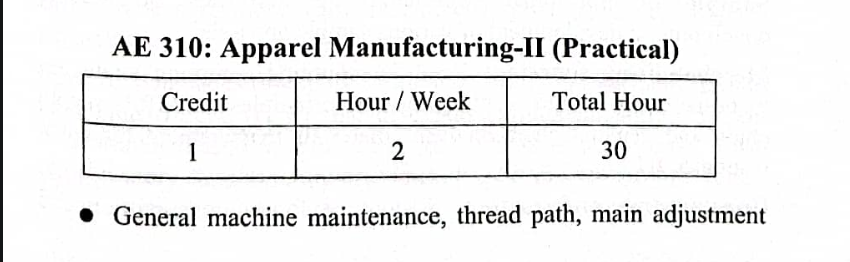 AE 310: Apparel Manufacturing-II (Practical)
Credit Hour / Week Total Hour
1 2 30
● General machine maintenance, thread path, main adjustment